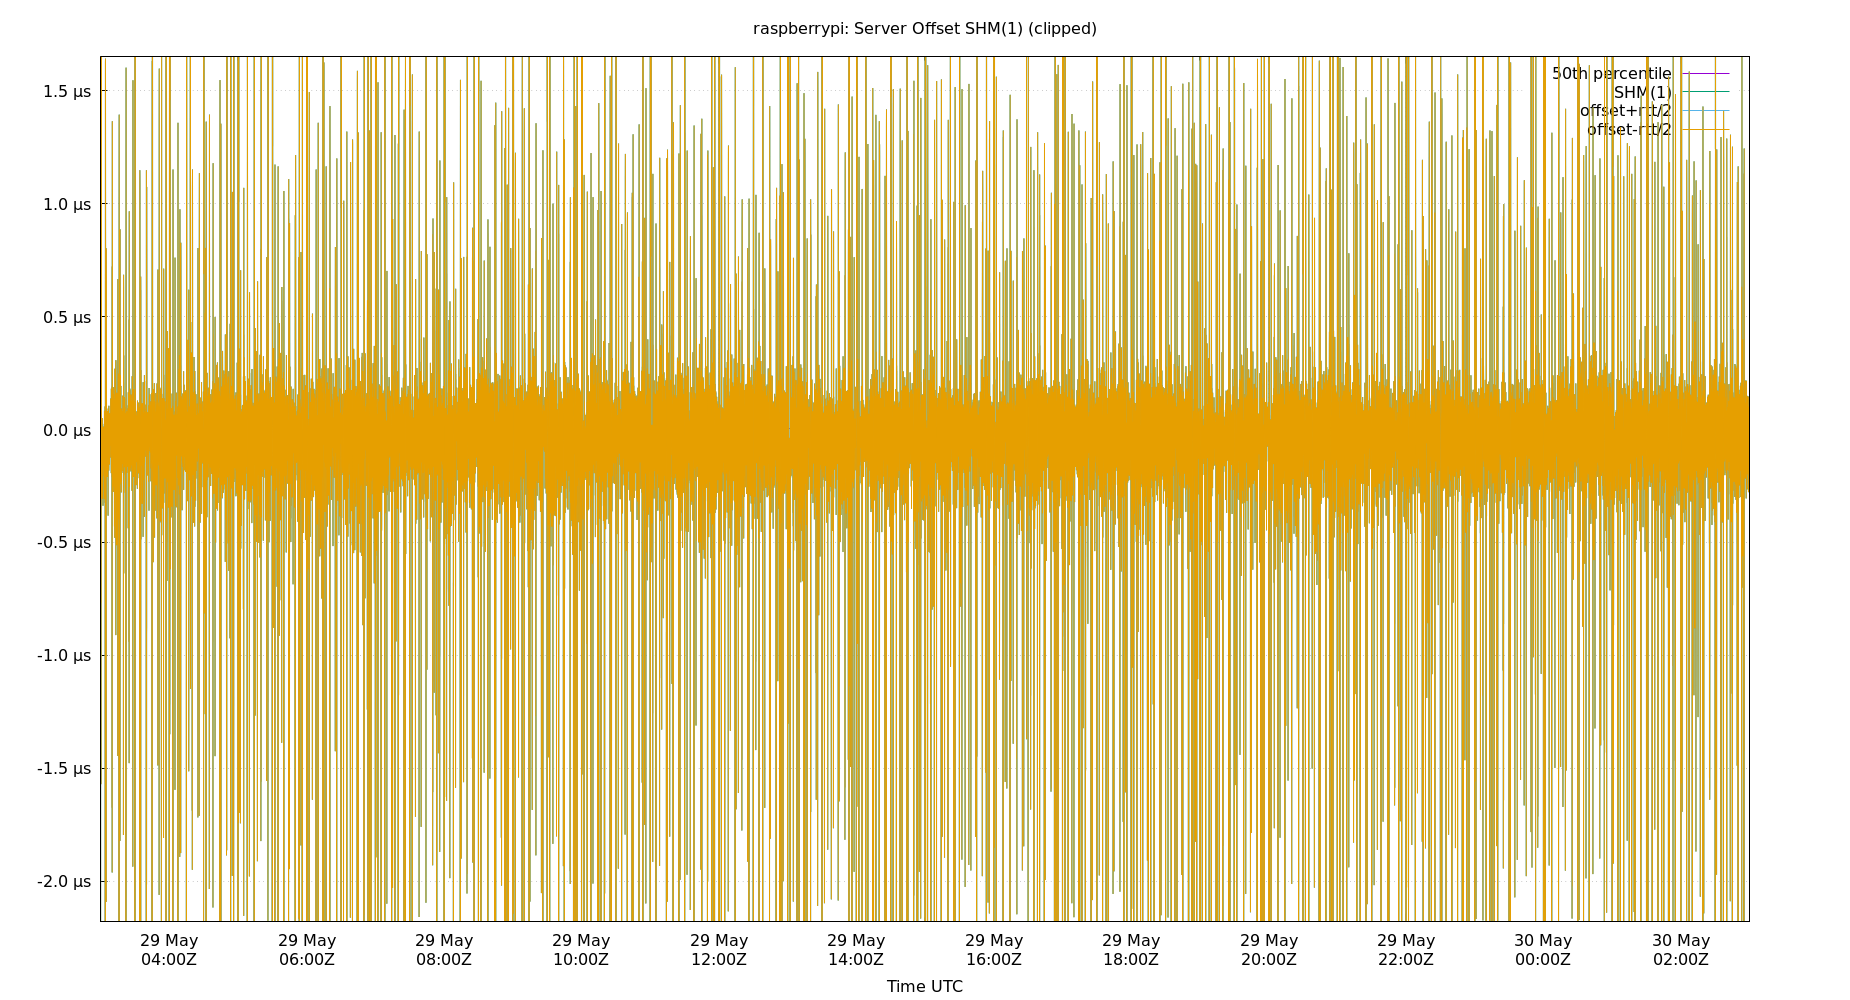 raspberrypi: Server Offset SHM(1) (clipped)
50th percentile
SHM(1)
offset+rtt/2
offset-rtt/2
1.5 µs
1.0 µs
0.5 µs
0.0 µs
-0.5 µs
-1.0 µs
-1.5 µs
-2.0 µs
29 May 29 May 29 May 29 May 29 May 29 May 29 May 29 May 29 May 29 May 30 May 30 May
04:00Z 06:00Z 08:00Z 10:00Z 12:00Z 14:00Z 16:00Z 18:00Z 20:00Z 22:00Z 00:00Z 02:00Z
Time UTC